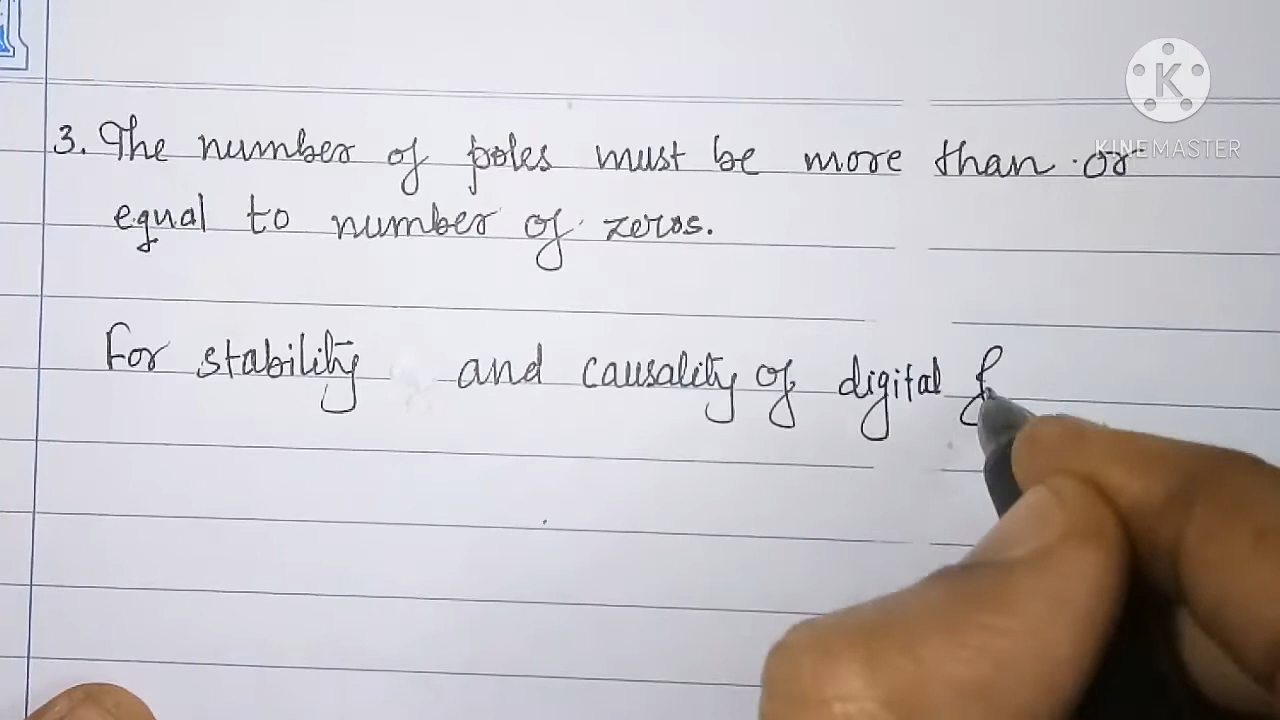 K
KINEMASTER
3. The number of poles must be more than or
equal to number of zeros.
For stability and causality of digital f